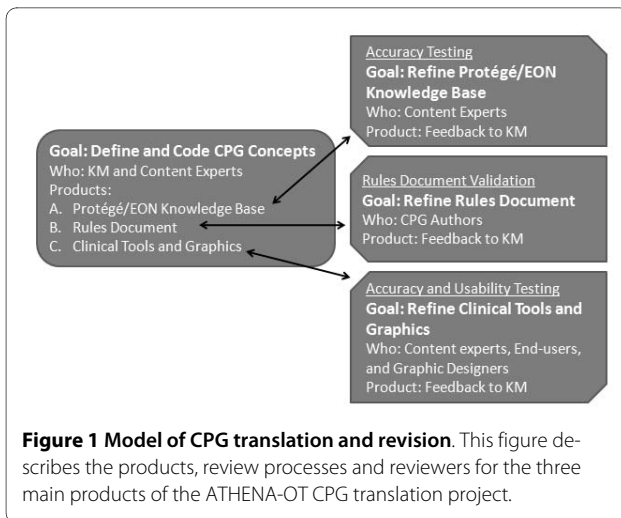 Goal: Define and Code CPG Concepts
Who: KM and Content Experts
Products:
A. Protégé/EON Knowledge Base
B. Rules Document
C. Clinical Tools and Graphics
Accuracy Testing
Goal: Refine Protégé/EON
Knowledge Base
Who: Content Experts
Product: Feedback to KM
Rules Document Validation
Goal: Refine Rules Document
Who: CPG Authors
Product: Feedback to KM
Accuracy and Usability Testing
Goal: Refine Clinical Tools and
Graphics
Who: Content experts, End-users,
and Graphic Designers
Product: Feedback to KM
Figure 1 Model of CPG translation and revision. This figure de-
scribes the products, review processes and reviewers for the three
main products of the ATHENA-OT CPG translation project.